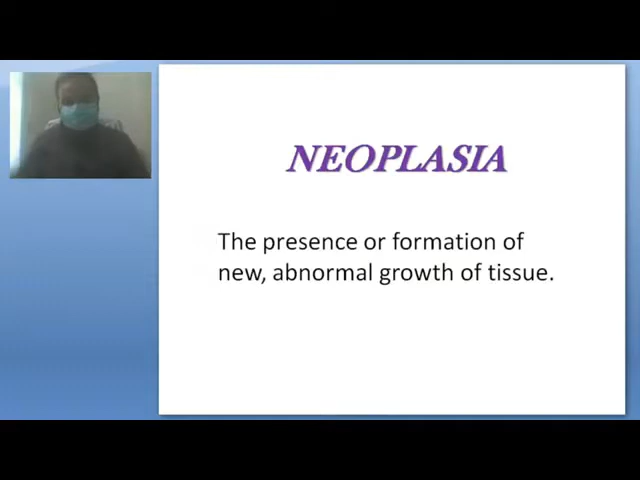 NEOPLASIA
The presence or formation of
new, abnormal growth of tissue.